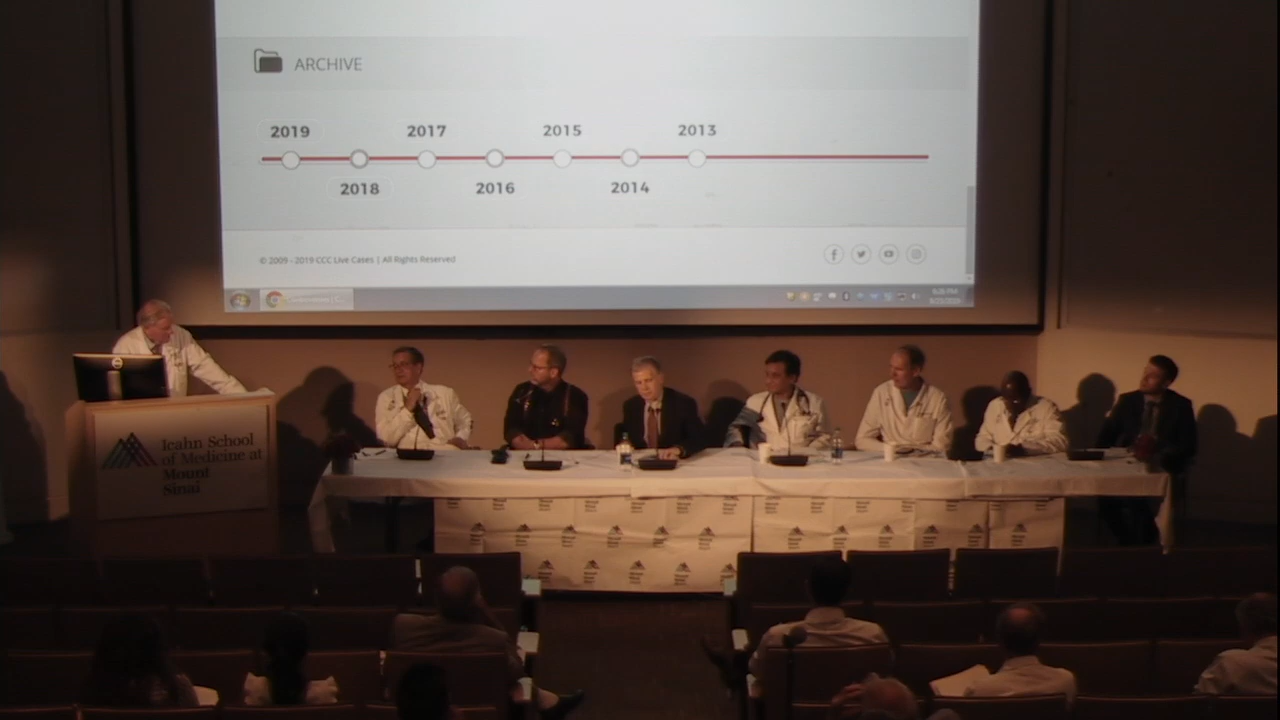 ARCHIVE
2019
2017
2015
2013
2018
2016
2014
© 2009 - 2019 CCC Live Cases | All Rights Reserved
Icahn School
of Medicine at
Mount
Sinai